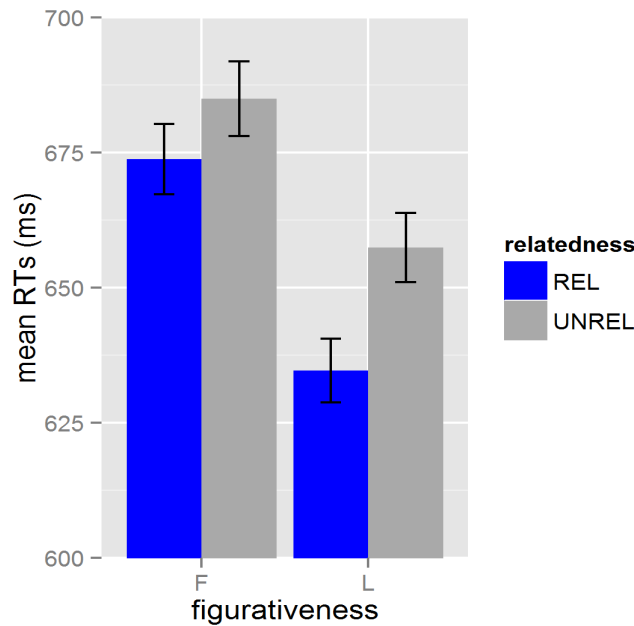 700
675
650
625
600
mean RTs (ms)
F
L
figurativeness
relatedness
REL
UNREL